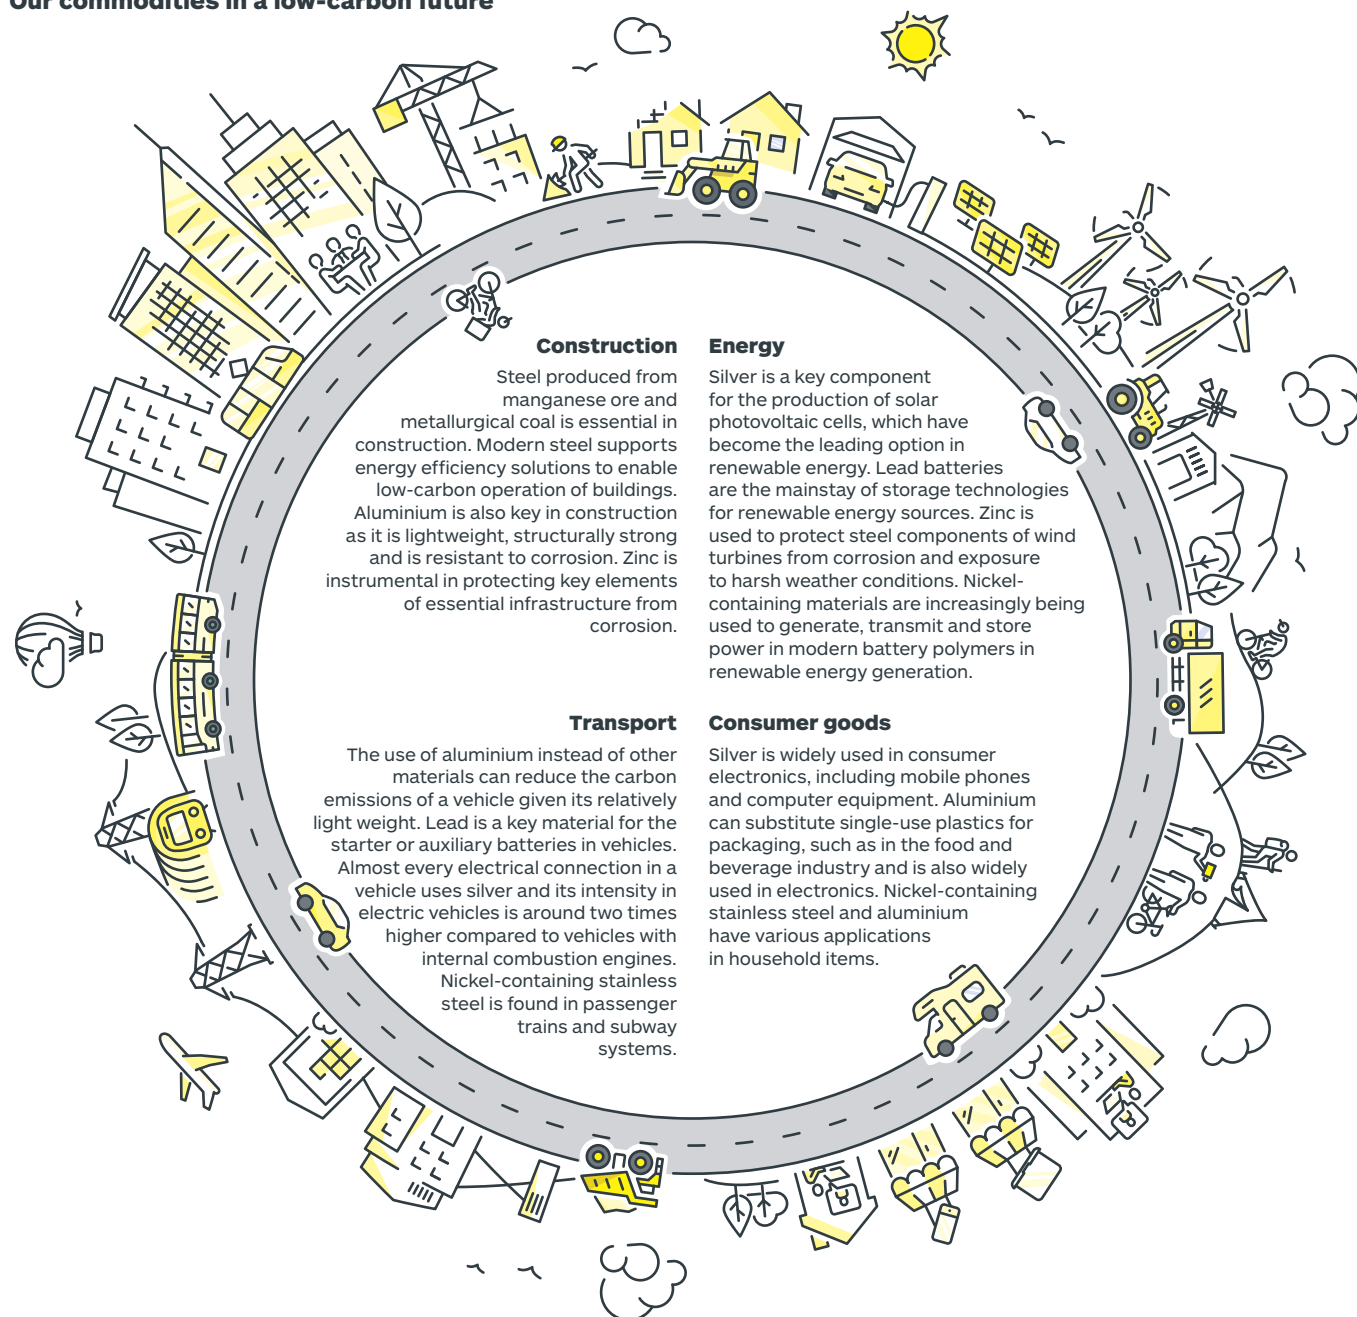 Our commodities in a low-carbon future
Construction
Steel produced from
manganese ore and
metallurgical coal is essential in
construction. Modern steel supports
energy efficiency solutions to enable
low-carbon operation of buildings.
Aluminium is also key in construction
as it is lightweight, structurally strong
and is resistant to corrosion. Zinc is
instrumental in protecting key elements
of essential infrastructure from
corrosion.
Energy
Silver is a key component
for the production of solar
photovoltaic cells, which have
become the leading option in
renewable energy. Lead batteries
are the mainstay of storage technologies
for renewable energy sources. Zinc is
used to protect steel components of wind
turbines from corrosion and exposure
to harsh weather conditions. Nickel-
containing materials are increasingly being
used to generate, transmit and store
power in modern battery polymers in
renewable energy generation.
Transport
The use of aluminium instead of other
materials can reduce the carbon
emissions of a vehicle given its relatively
light weight. Lead is a key material for the
starter or auxiliary batteries in vehicles.
Almost every electrical connection in a
vehicle uses silver and its intensity in
electric vehicles is around two times
higher compared to vehicles with
internal combustion engines.
Nickel-containing stainless
steel is found in passenger
trains and subway
systems.
Consumer goods
Silver is widely used in consumer
electronics, including mobile phones
and computer equipment. Aluminium
can substitute single-use plastics for
packaging, such as in the food and
beverage industry and is also widely
used in electronics. Nickel-containing
stainless steel and aluminium
have various applications
in household items.